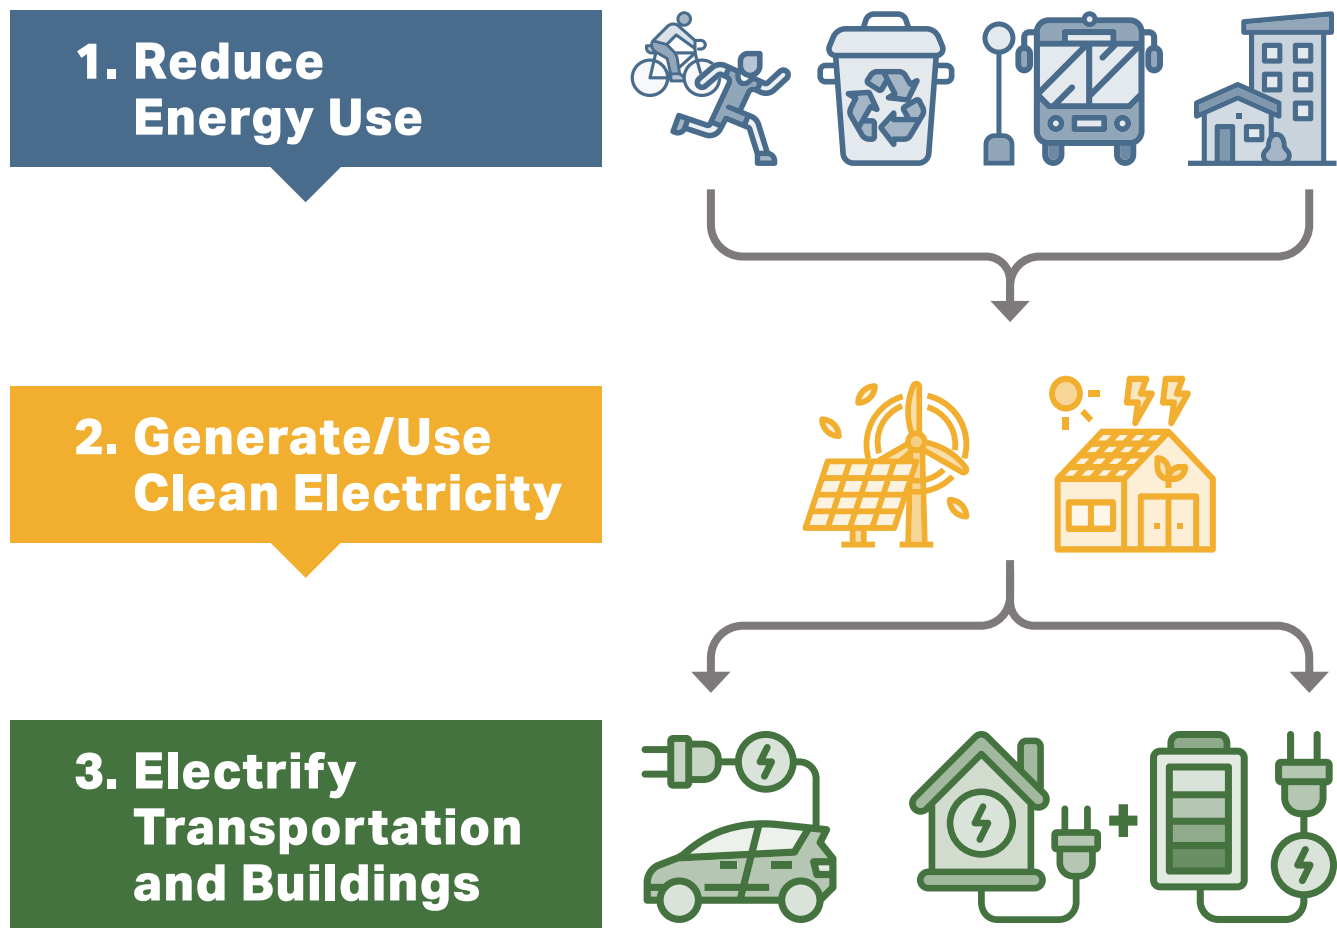 1. Reduce
Energy Use
2. Generate/Use
Clean Electricity
3. Electrify
Transportation
and Buildings